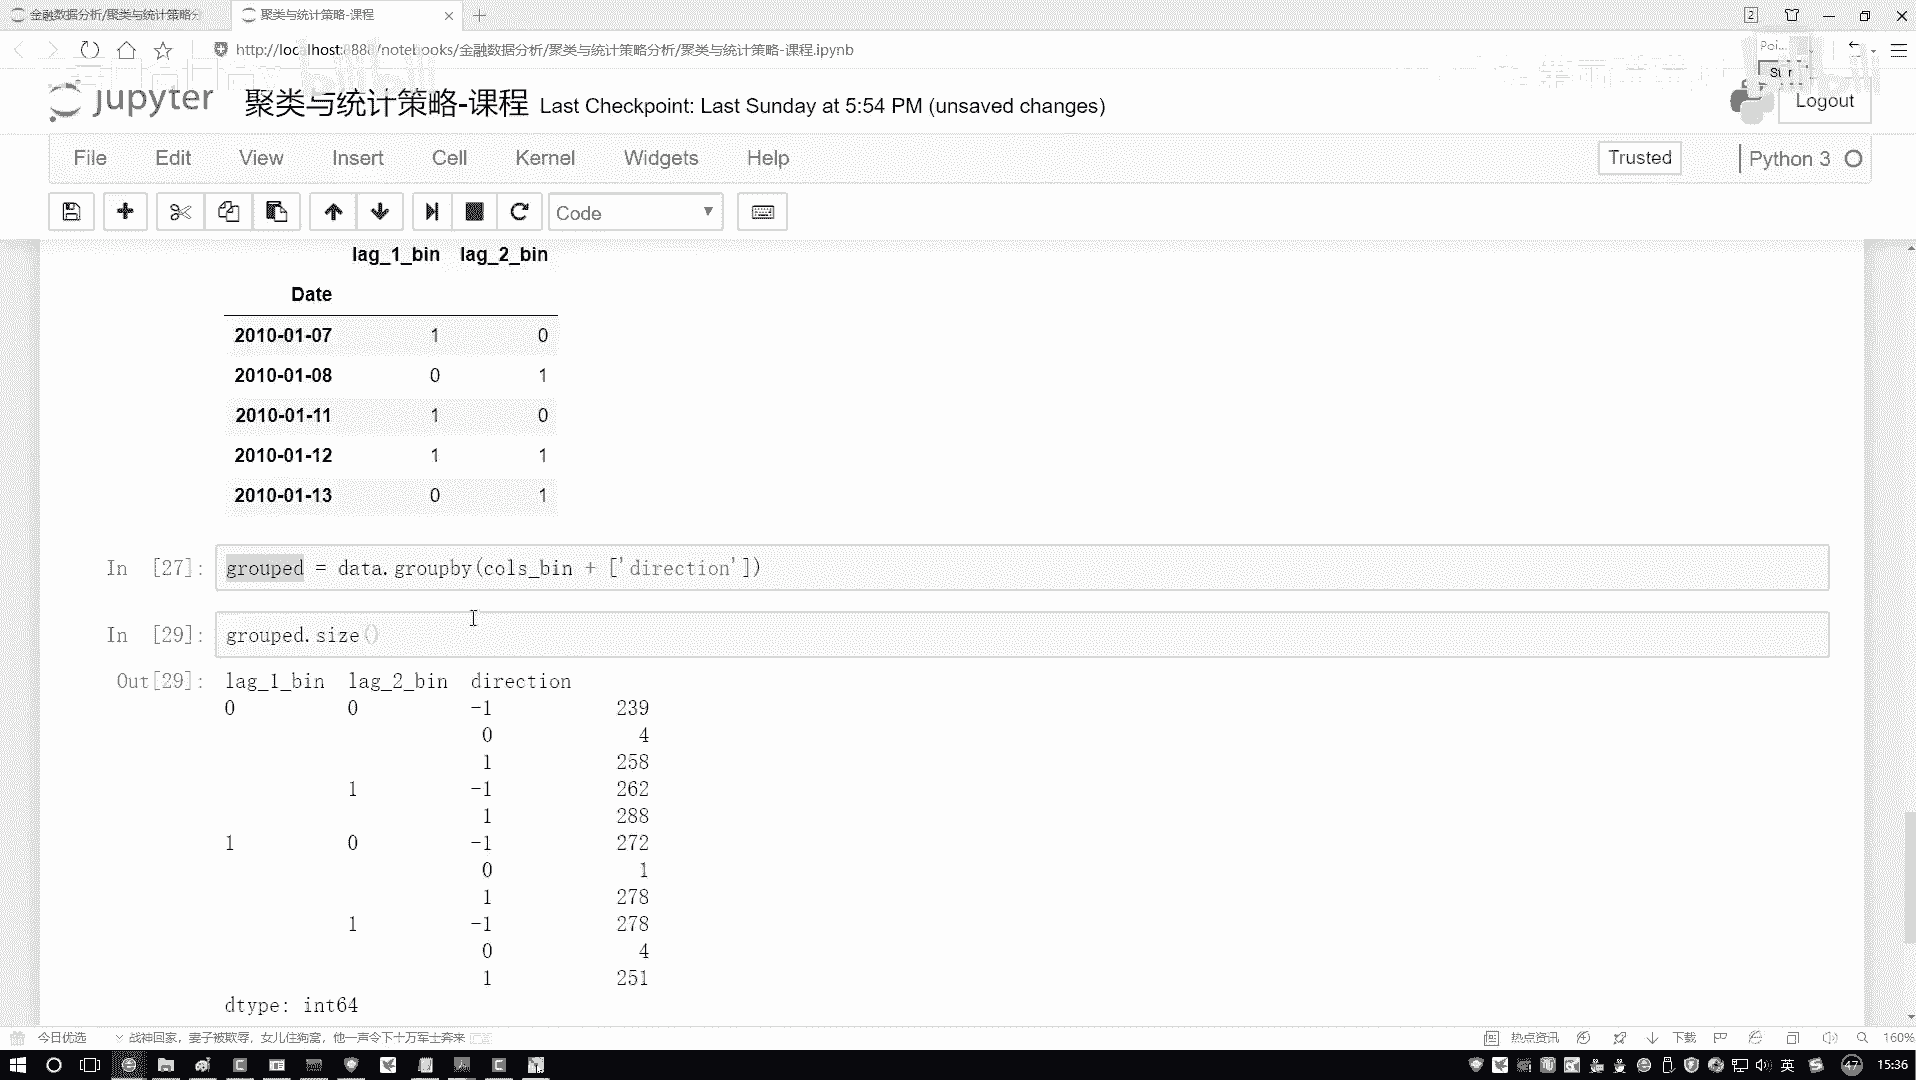 金融数据分析/聚类与统计策略分
聚类与统计策略-课程
2
http://localhost:8888/notebooks/金融数据分析/聚类与统计策略分析/聚类与统计策略-课程.ipynb
jupyter 聚类与统计策略-课程 Last Checkpoint: Last Sunday at 5:54 PM (unsaved changes)
Logout
File Edit View Insert Cell Kernel Widgets Help
Trusted
Python 3
Code
lag_1_bin lag_2_bin
Date
2010-01-07 1 0
2010-01-08 0 1
2010-01-11 1 0
2010-01-12 1 1
2010-01-13 0 1
In [27]: grouped = data.groupby(cols_bin + ['direction'])
In [29]: grouped.size()
Out[29]: lag_1_bin lag_2_bin direction
0 0 -1 239
0 4
1 258
1 -1 262
1 288
1 0 -1 272
0 1
1 278
1 -1 278
0 4
1 251
dtype: int64
今日优选 战神回家，妻子被欺辱，女儿住狗窝，他一声令下十万军士奔来
热点资讯 下载 160%
英 47 15:36